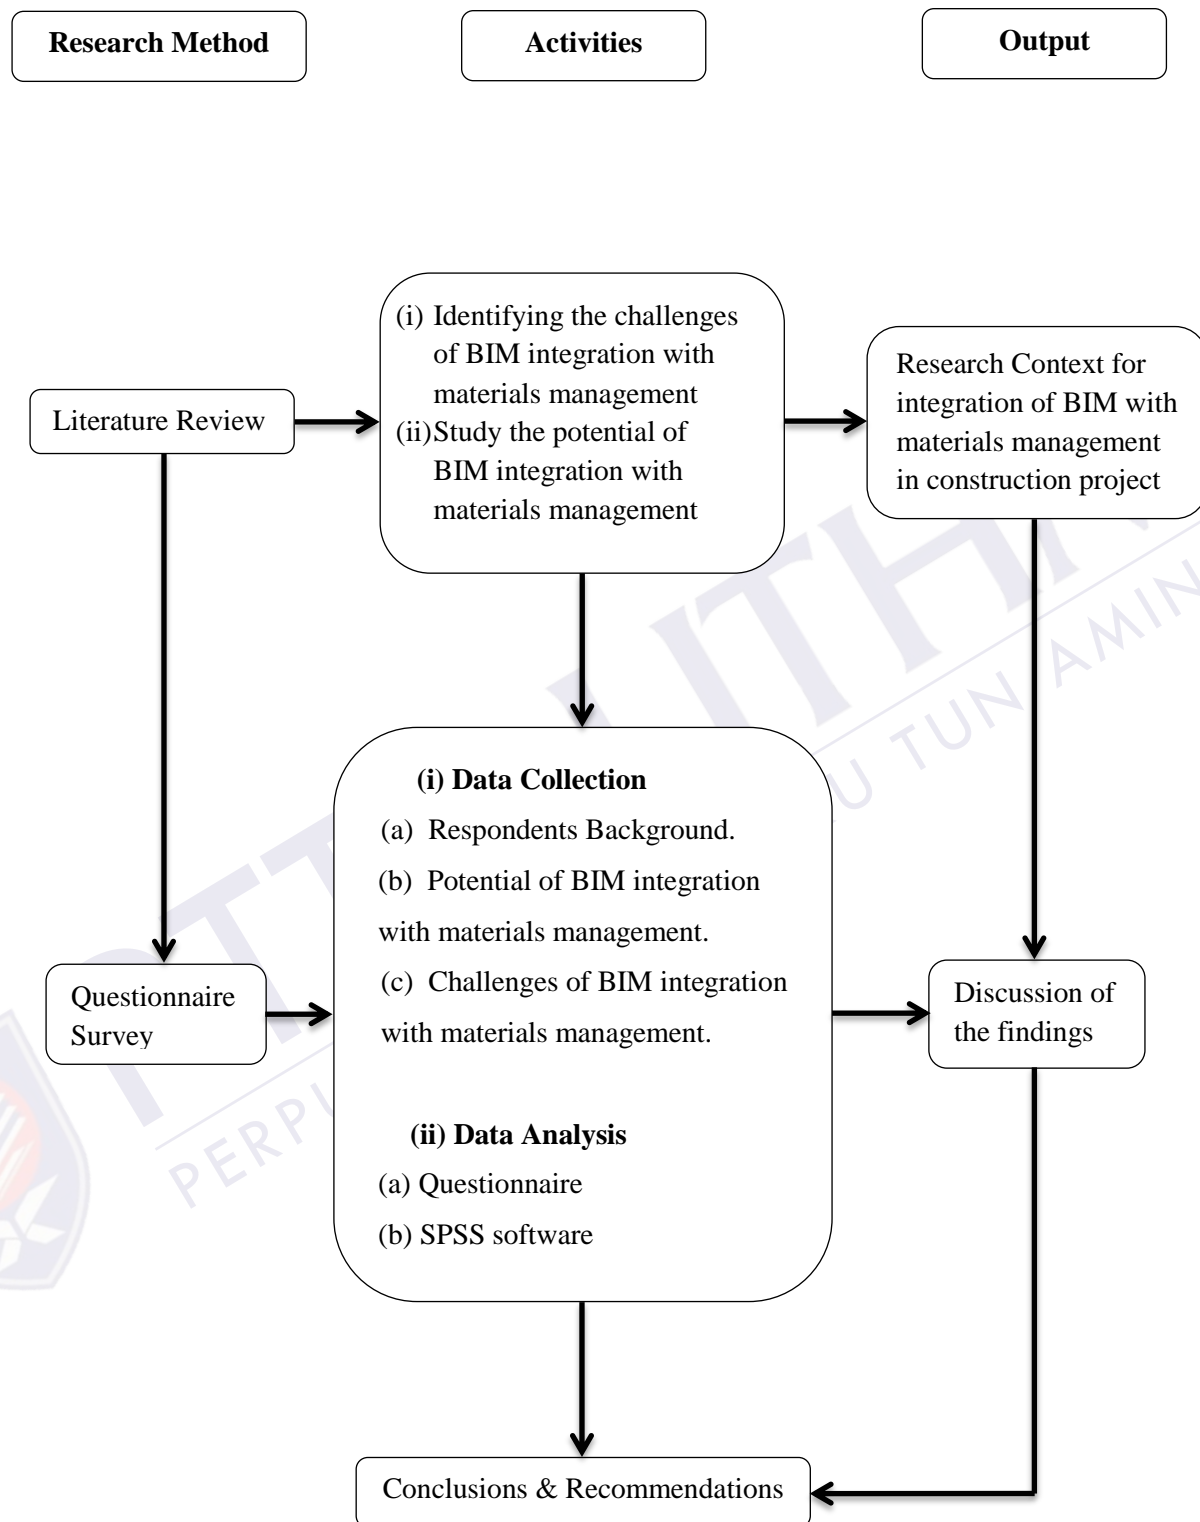 Research Method
Activities
Output
(i) Identifying the challenges
of BIM integration with
materials management
(ii)Study the potential of
BIM integration with
materials management
Literature Review
Research Context for
integration of BIM with
materials management
in construction project
(i) Data Collection
(a) Respondents Background.
(b) Potential of BIM integration
with materials management.
(c) Challenges of BIM integration
with materials management.
(ii) Data Analysis
(a) Questionnaire
(b) SPSS software
Questionnaire
Survey
Discussion of
the findings
Conclusions & Recommendations
TUN AMIN